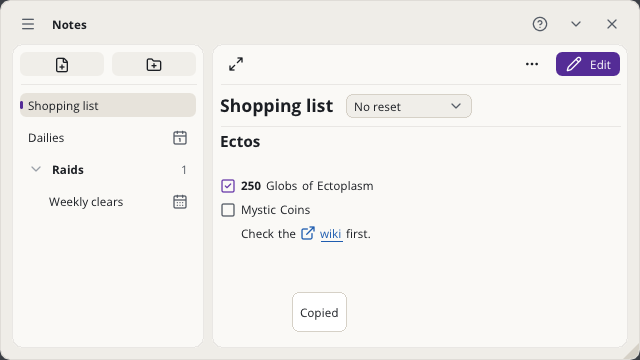 Notes
Edit
Shopping list
Dailies
Raids 1
Weekly clears
Shopping list No reset
Ectos
250 Globs of Ectoplasm
Mystic Coins
Check the wiki first.
Copied